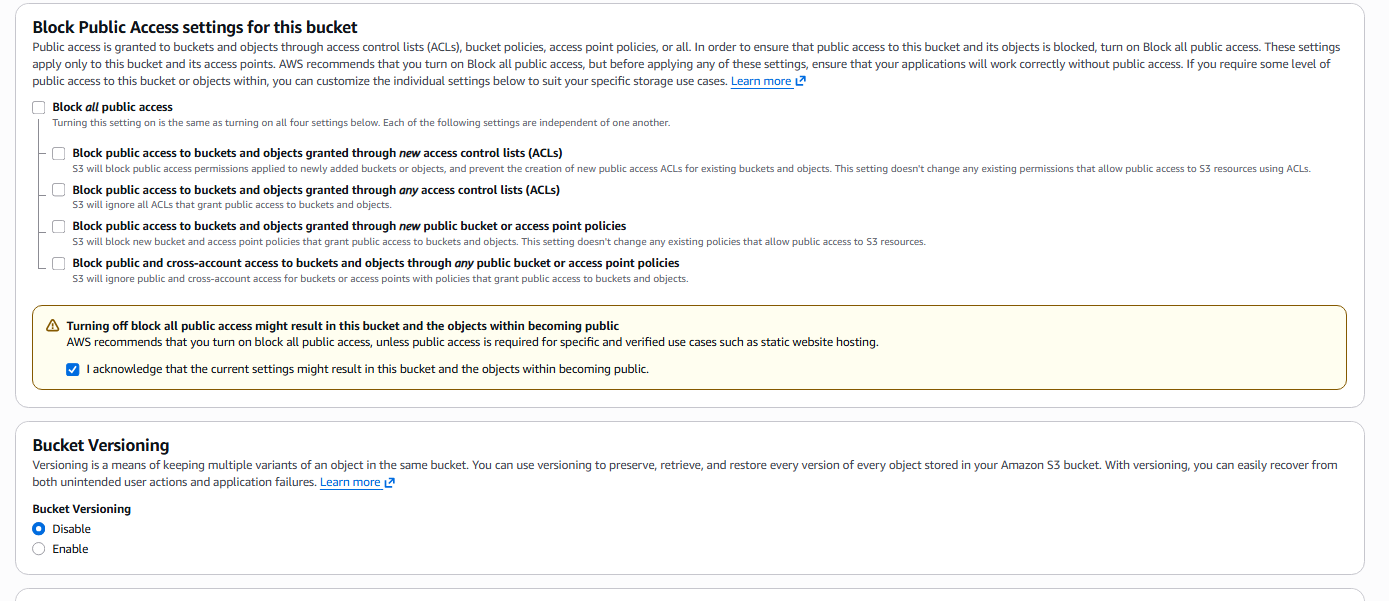 Block Public Access settings for this bucket
Public access is granted to buckets and objects through access control lists (ACLs), bucket policies, access point policies, or all. In order to ensure that public access to this bucket and its objects is blocked, turn on Block all public access. These settings
apply only to this bucket and its access points. AWS recommends that you turn on Block all public access, but before applying any of these settings, ensure that your applications will work correctly without public access. If you require some level of
public access to this bucket or objects within, you can customize the individual settings below to suit your specific storage use cases. Learn more
Block all public access
Turning this setting on is the same as turning on all four settings below. Each of the following settings are independent of one another.
Block public access to buckets and objects granted through new access control lists (ACLs)
S3 will block public access permissions applied to newly added buckets or objects, and prevent the creation of new public access ACLs for existing buckets and objects. This setting doesn't change any existing permissions that allow public access to S3 resources using ACLs.
Block public access to buckets and objects granted through any access control lists (ACLs)
S3 will ignore all ACLs that grant public access to buckets and objects.
Block public access to buckets and objects granted through new public bucket or access point policies
S3 will block new bucket and access point policies that grant public access to buckets and objects. This setting doesn't change any existing policies that allow public access to S3 resources.
Block public and cross-account access to buckets and objects through any public bucket or access point policies
S3 will ignore public and cross-account access for buckets or access points with policies that grant public access to buckets and objects.
Turning off block all public access might result in this bucket and the objects within becoming public
AWS recommends that you turn on block all public access, unless public access is required for specific and verified use cases such as static website hosting.
I acknowledge that the current settings might result in this bucket and the objects within becoming public.
Bucket Versioning
Versioning is a means of keeping multiple variants of an object in the same bucket. You can use versioning to preserve, retrieve, and restore every version of every object stored in your Amazon S3 bucket. With versioning, you can easily recover from
both unintended user actions and application failures. Learn more
Bucket Versioning
Disable
Enable